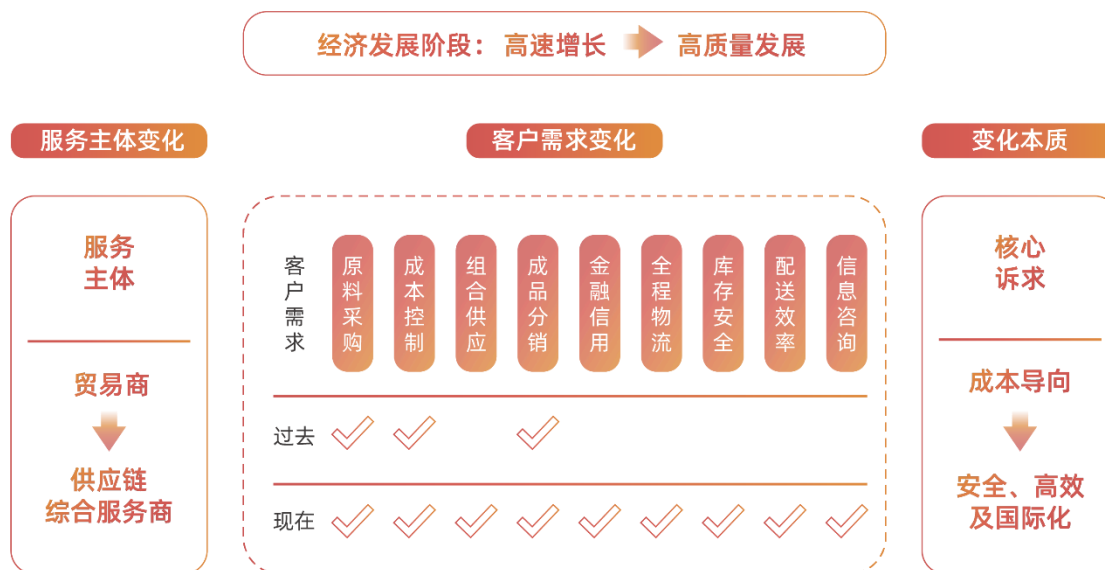 经济发展阶段：高速增长 高质量发展
服务主体变化
客户需求变化
变化本质
服务
主体
贸易商
供应链
综合服务商
客户需求
原料采购
成本控制
组合供应
成品分销
金融信用
全程物流
库存安全
配送效率
信息咨询
过去
现在
核心
诉求
成本导向
安全、高效
及国际化